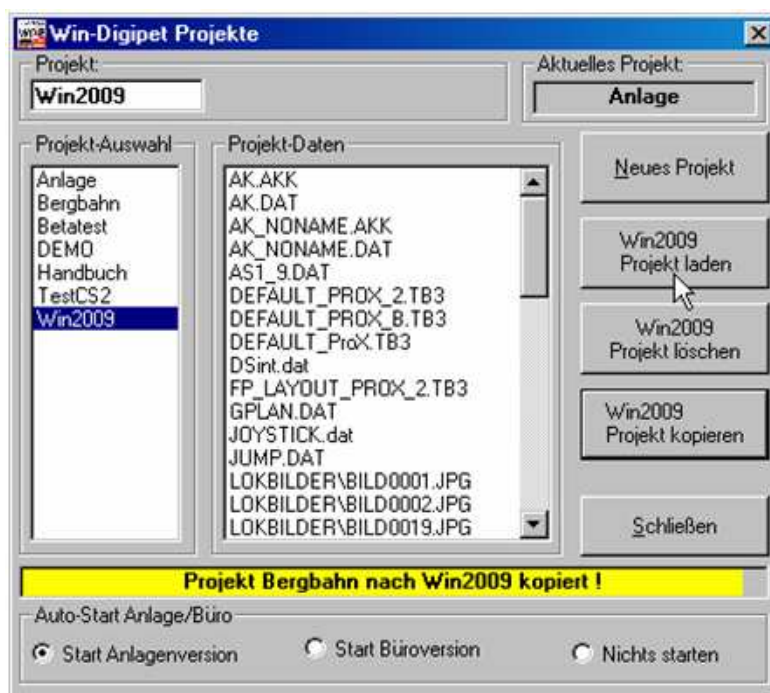 Win-Digipet Projekte
Projekt:
Win2009
Aktuelles Projekt:
Anlage
Projekt-Auswahl
Anlage
Bergbahn
Betatest
DEMO
Handbuch
TestCS2
Win2009
Projekt-Daten
AK.AKK
AK.DAT
AK_NONAME.AKK
AK_NONAME.DAT
AS1_9.DAT
DEFAULT_PROX_2.TB3
DEFAULT_PROX_B.TB3
DEFAULT_ProX.TB3
DSint.dat
FP_LAYOUT_PROX_2.TB3
GPLAN.DAT
JOYSTICK.dat
JUMP.DAT
LOKBILDER\BILD0001.JPG
LOKBILDER\BILD0002.JPG
LOKBILDER\BILD0019.JPG
Neues Projekt
Win2009
Projekt laden
Win2009
Projekt löschen
Win2009
Projekt kopieren
Schließen
Projekt Bergbahn nach Win2009 kopiert !
Auto-Start Anlage/Büro
Start Anlagenversion
Start Büroversion
Nichts starten